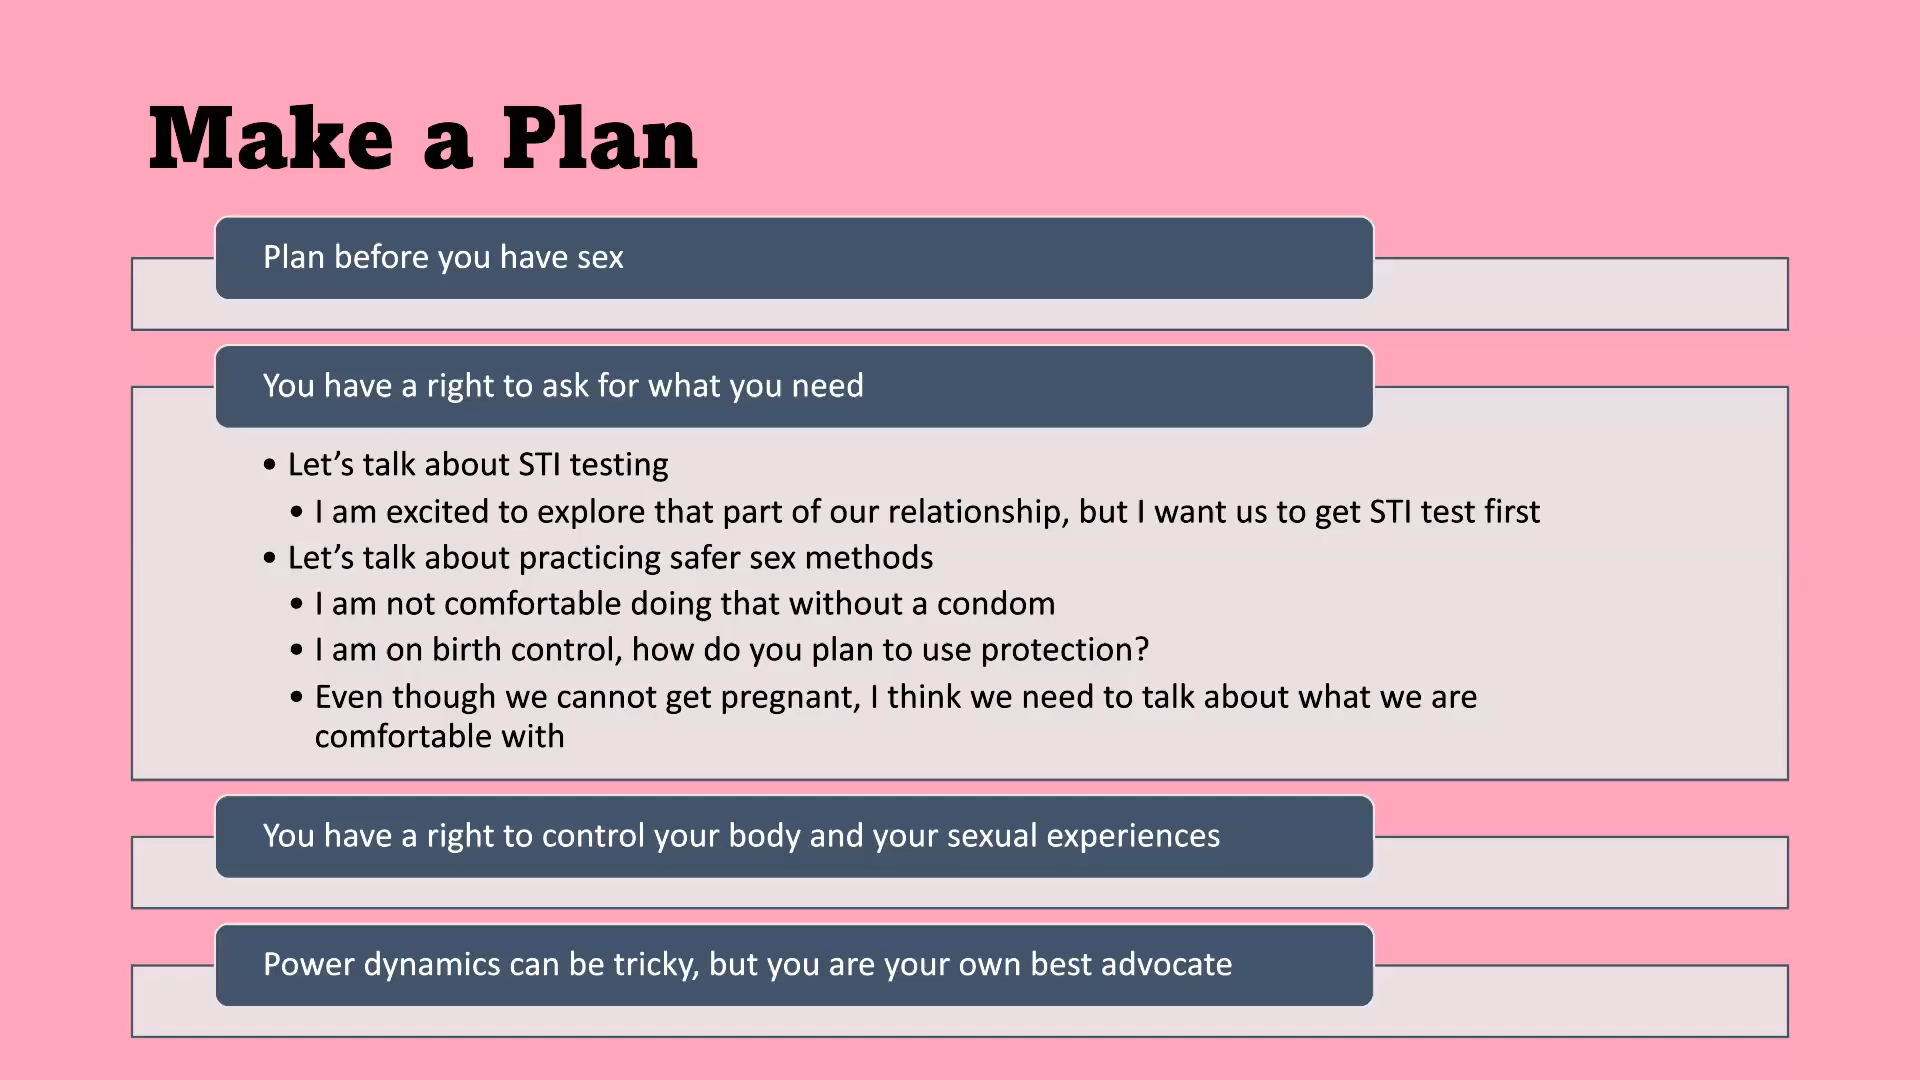 Make a Plan
Plan before you have sex
You have a right to ask for what you need
• Let’s talk about STI testing
• I am excited to explore that part of our relationship, but I want us to get STI test first
• Let’s talk about practicing safer sex methods
• I am not comfortable doing that without a condom
• I am on birth control, how do you plan to use protection?
• Even though we cannot get pregnant, I think we need to talk about what we are
comfortable with
You have a right to control your body and your sexual experiences
Power dynamics can be tricky, but you are your own best advocate